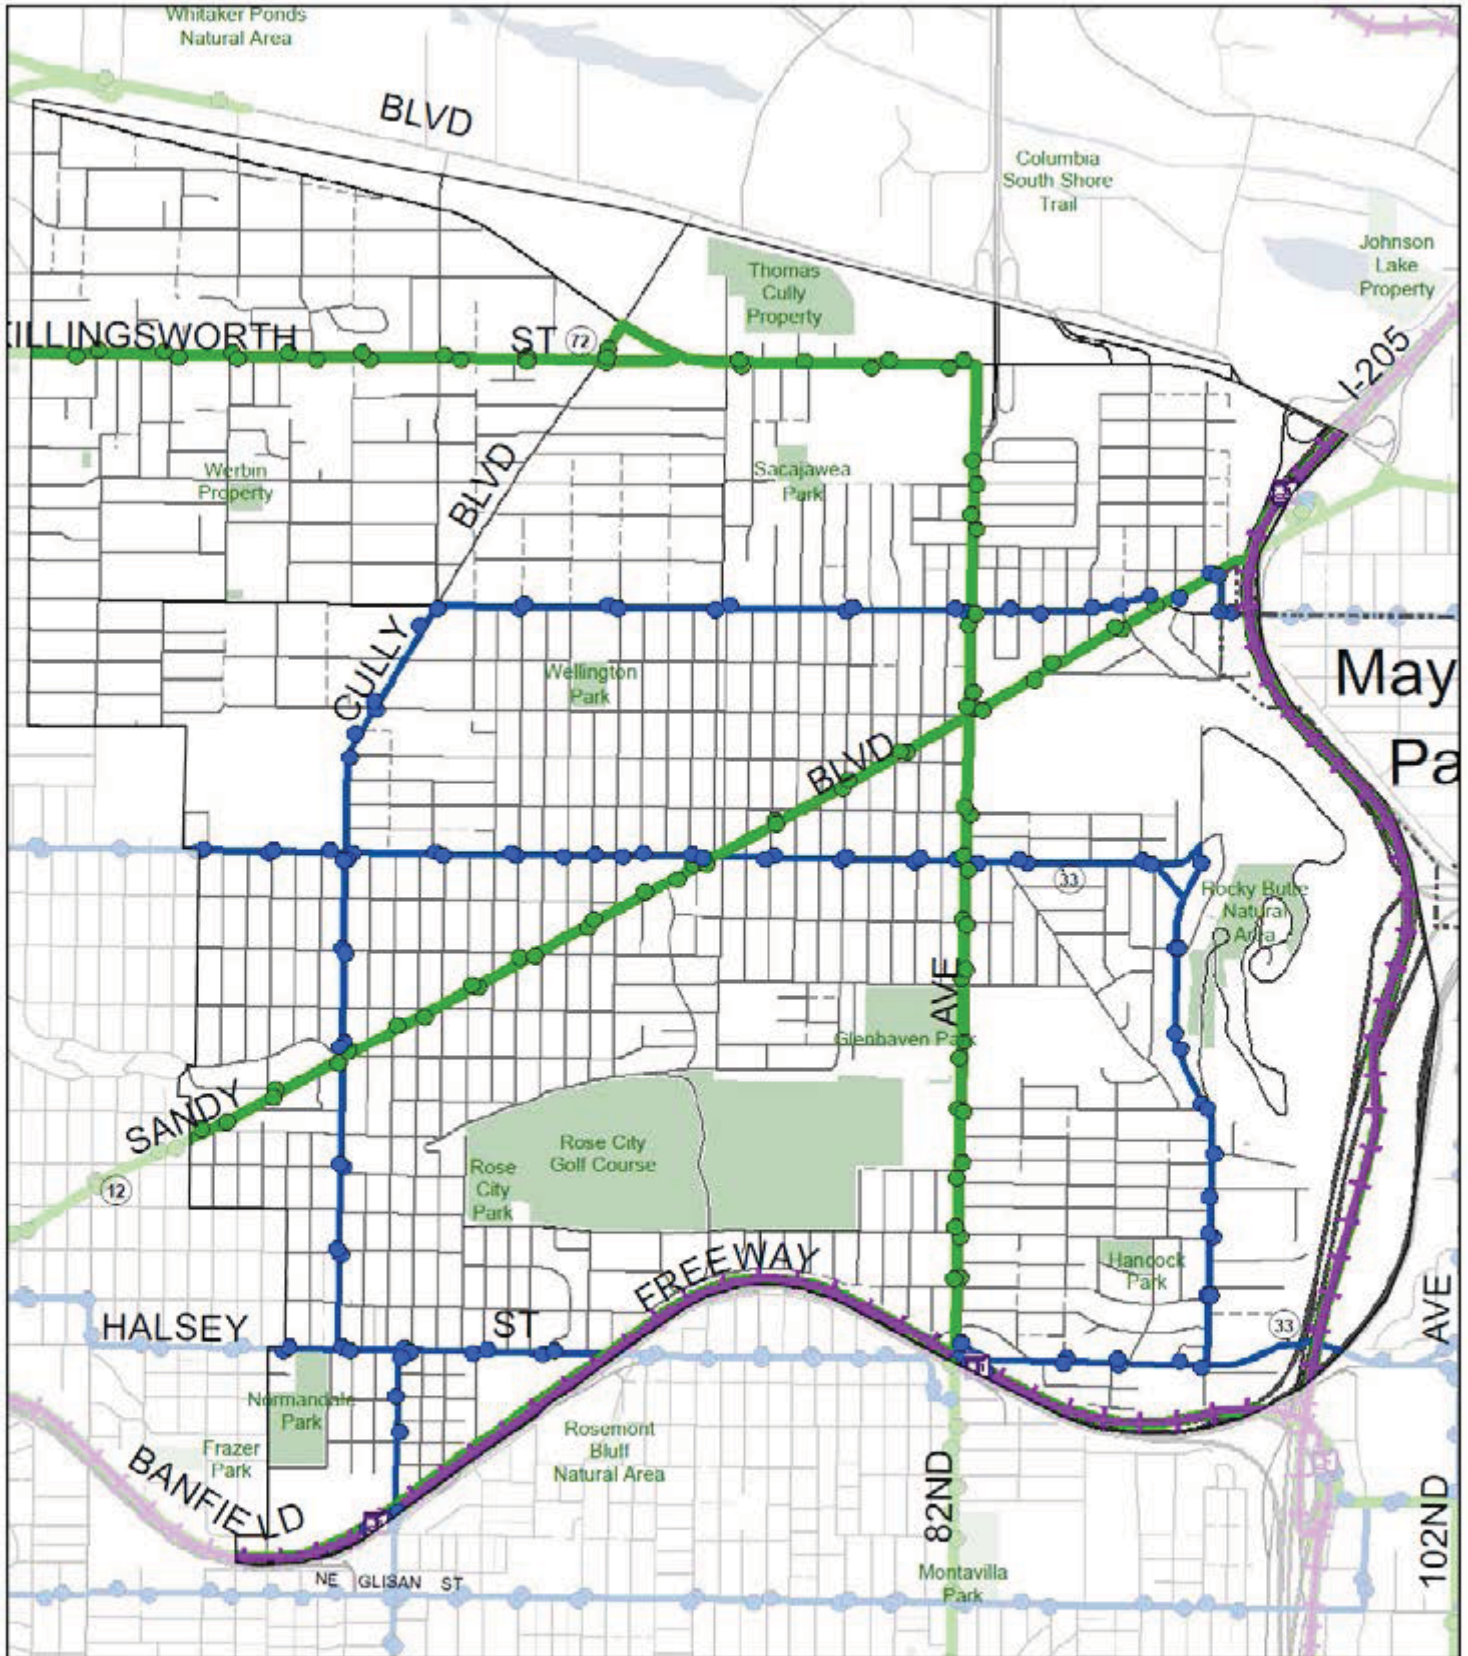 Whitaker Ponds
Natural Area
BLVD
Columbia
South Shore
Trail
Johnson
Lake
Property
Thomas
Cully
Property
KILLINGSWORTH
ST
72
I-205
Werbin
Property
BLVD
Sacajawea
Park
CULLY
Wellington
Park
May
BLVD
Pa
33
Rocky Butte
Natural
Area
AVE
Glenhaven Park
SANDY
Rose City
Golf Course
Rose
City
Park
12
FREEWAY
Hancock
Park
HALSEY
ST
33
AVE
Normandale
Park
Frazer
Park
Rosemont
Bluff
Natural Area
BANFIELD
82ND
102ND
NE GLISAN ST
Montavilla
Park